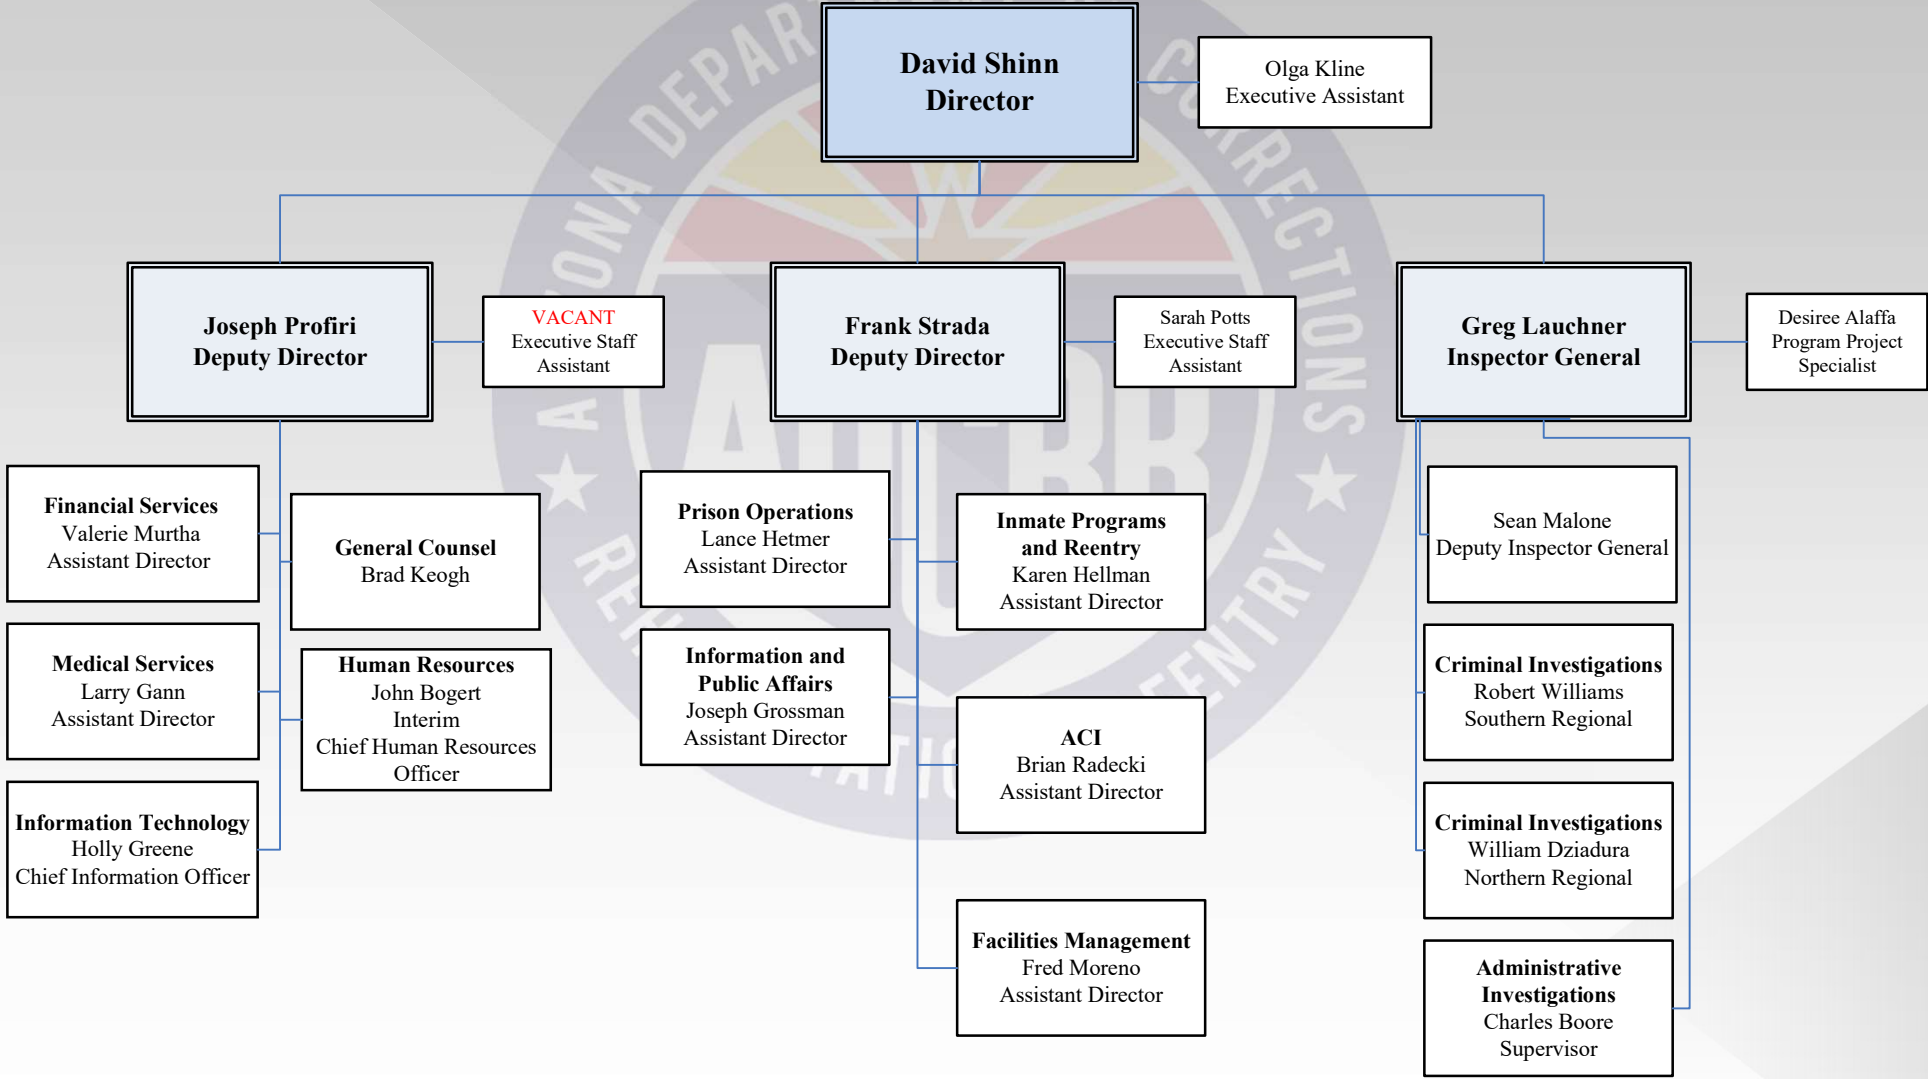 David Shinn
Director
Olga Kline
Executive Assistant
Joseph Profiri
Deputy Director
VACANT
Executive Staff
Assistant
Frank Strada
Deputy Director
Sarah Potts
Executive Staff
Assistant
Greg Lauchner
Inspector General
Desiree Alaffa
Program Project
Specialist
Financial Services
Valerie Murtha
Assistant Director
General Counsel
Brad Keogh
Medical Services
Larry Gann
Assistant Director
Human Resources
John Bogert
Interim
Chief Human Resources
Officer
Information Technology
Holly Greene
Chief Information Officer
Prison Operations
Lance Hetmer
Assistant Director
Inmate Programs
and Reentry
Karen Hellman
Assistant Director
Information and
Public Affairs
Joseph Grossman
Assistant Director
ACI
Brian Radecki
Assistant Director
Facilities Management
Fred Moreno
Assistant Director
Sean Malone
Deputy Inspector General
Criminal Investigations
Robert Williams
Southern Regional
Criminal Investigations
William Dziadura
Northern Regional
Administrative
Investigations
Charles Boore
Supervisor